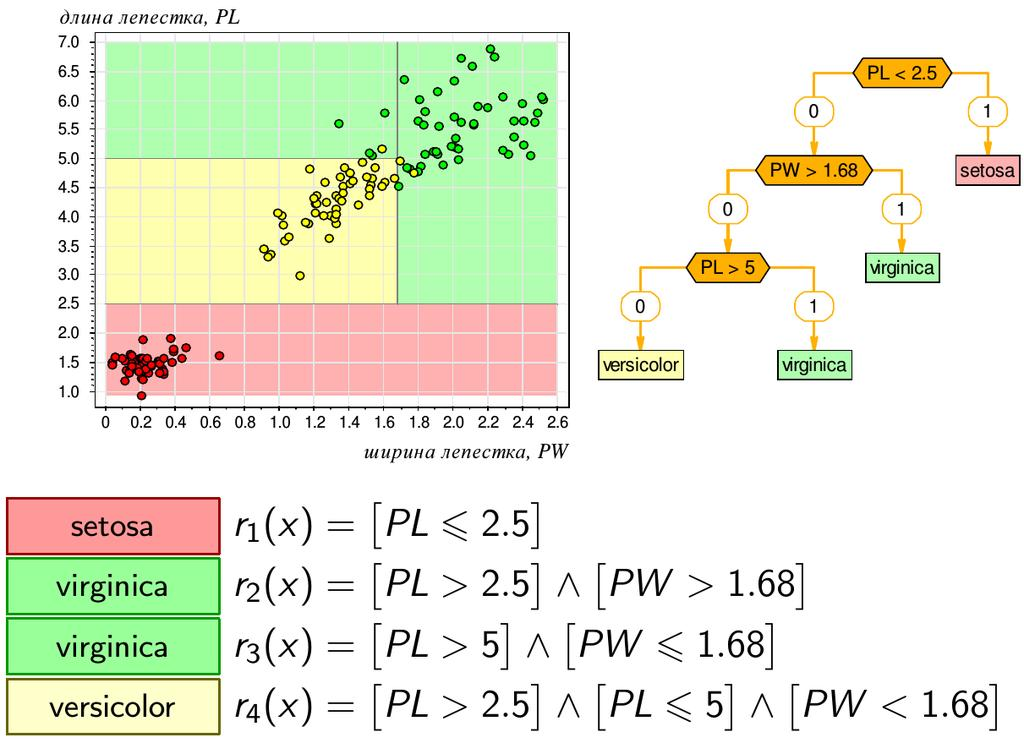 длина лепестка, PL
7.0
6.5
6.0
5.5
5.0
4.5
4.0
3.5
3.0
2.5
2.0
1.5
1.0
0 0.2 0.4 0.6 0.8 1.0 1.2 1.4 1.6 1.8 2.0 2.2 2.4 2.6
ширина лепестка, PW
PL < 2.5
0 1
PW > 1.68 setosa
0 1
PL > 5 virginica
0 1
versicolor virginica
setosa r₁(x) = [PL ⩽ 2.5]
virginica r₂(x) = [PL > 2.5] ∧ [PW > 1.68]
virginica r₃(x) = [PL > 5] ∧ [PW ⩽ 1.68]
versicolor r₄(x) = [PL > 2.5] ∧ [PL ⩽ 5] ∧ [PW < 1.68]